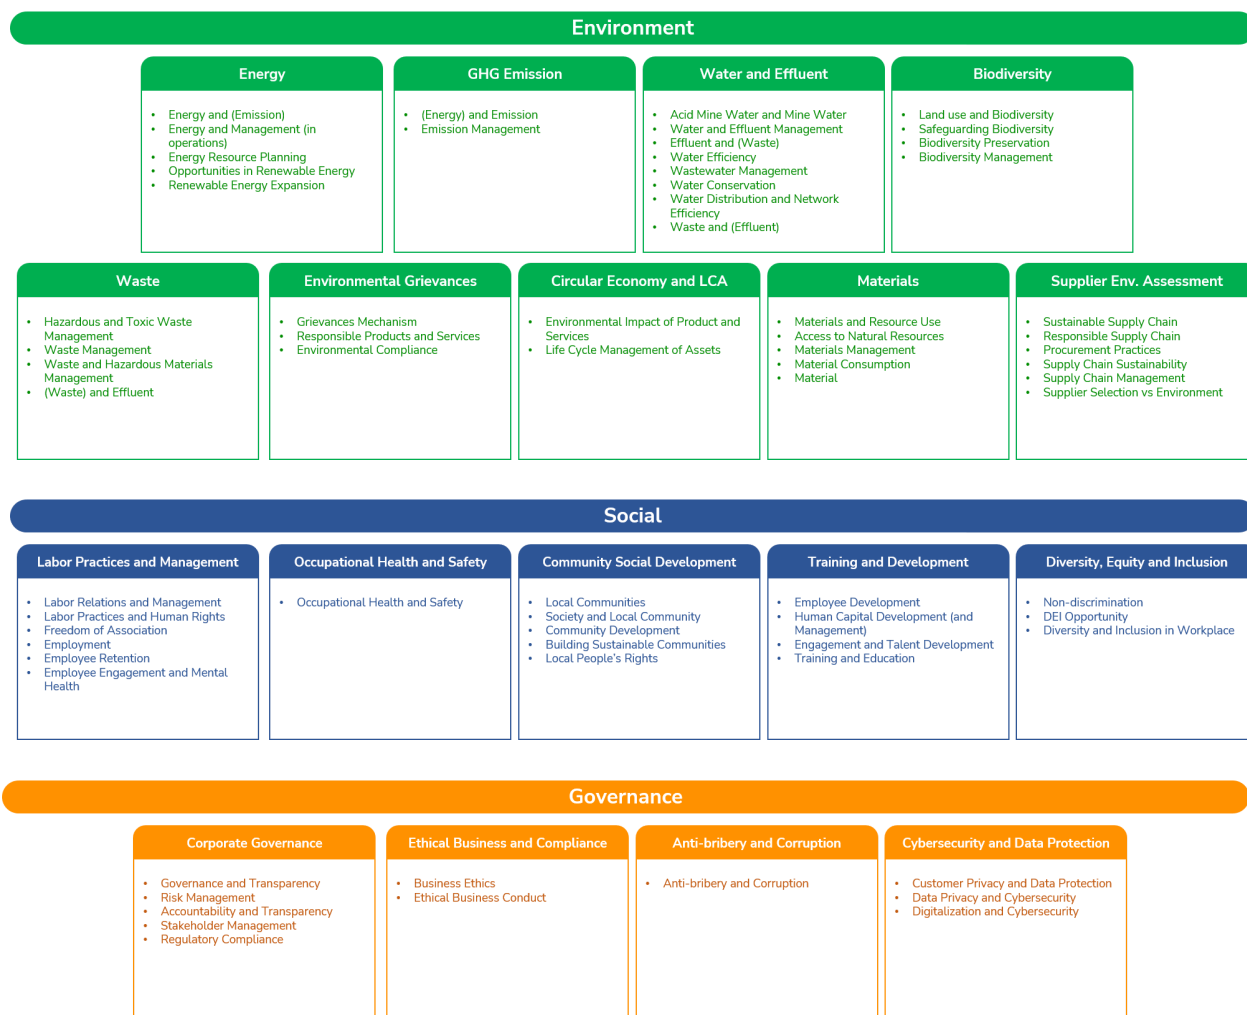 Environment
Energy
• Energy and (Emission)
• Energy and Management (in
operations)
• Energy Resource Planning
• Opportunities in Renewable Energy
• Renewable Energy Expansion
GHG Emission
• (Energy) and Emission
• Emission Management
Water and Effluent
• Acid Mine Water and Mine Water
• Water and Effluent Management
• Effluent and (Waste)
• Water Efficiency
• Wastewater Management
• Water Conservation
• Water Distribution and Network
Efficiency
• Waste and (Effluent)
Biodiversity
• Land use and Biodiversity
• Safeguarding Biodiversity
• Biodiversity Preservation
• Biodiversity Management
Waste
• Hazardous and Toxic Waste
Management
• Waste Management
• Waste and Hazardous Materials
Management
• (Waste) and Effluent
Environmental Grievances
• Grievances Mechanism
• Responsible Products and Services
• Environmental Compliance
Circular Economy and LCA
• Environmental Impact of Product and
Services
• Life Cycle Management of Assets
Materials
• Materials and Resource Use
• Access to Natural Resources
• Materials Management
• Material Consumption
• Material
Supplier Env. Assessment
• Sustainable Supply Chain
• Responsible Supply Chain
• Procurement Practices
• Supply Chain Sustainability
• Supply Chain Management
• Supplier Selection vs Environment
Social
Labor Practices and Management
• Labor Relations and Management
• Labor Practices and Human Rights
• Freedom of Association
• Employment
• Employee Retention
• Employee Engagement and Mental
Health
Occupational Health and Safety
• Occupational Health and Safety
Community Social Development
• Local Communities
• Society and Local Community
• Community Development
• Building Sustainable Communities
• Local People's Rights
Training and Development
• Employee Development
• Human Capital Development (and
Management)
• Engagement and Talent Development
• Training and Education
Diversity, Equity and Inclusion
• Non-discrimination
• DEI Opportunity
• Diversity and Inclusion in Workplace
Governance
Corporate Governance
• Governance and Transparency
• Risk Management
• Accountability and Transparency
• Stakeholder Management
• Regulatory Compliance
Ethical Business and Compliance
• Business Ethics
• Ethical Business Conduct
Anti-bribery and Corruption
• Anti-bribery and Corruption
Cybersecurity and Data Protection
• Customer Privacy and Data Protection
• Data Privacy and Cybersecurity
• Digitalization and Cybersecurity